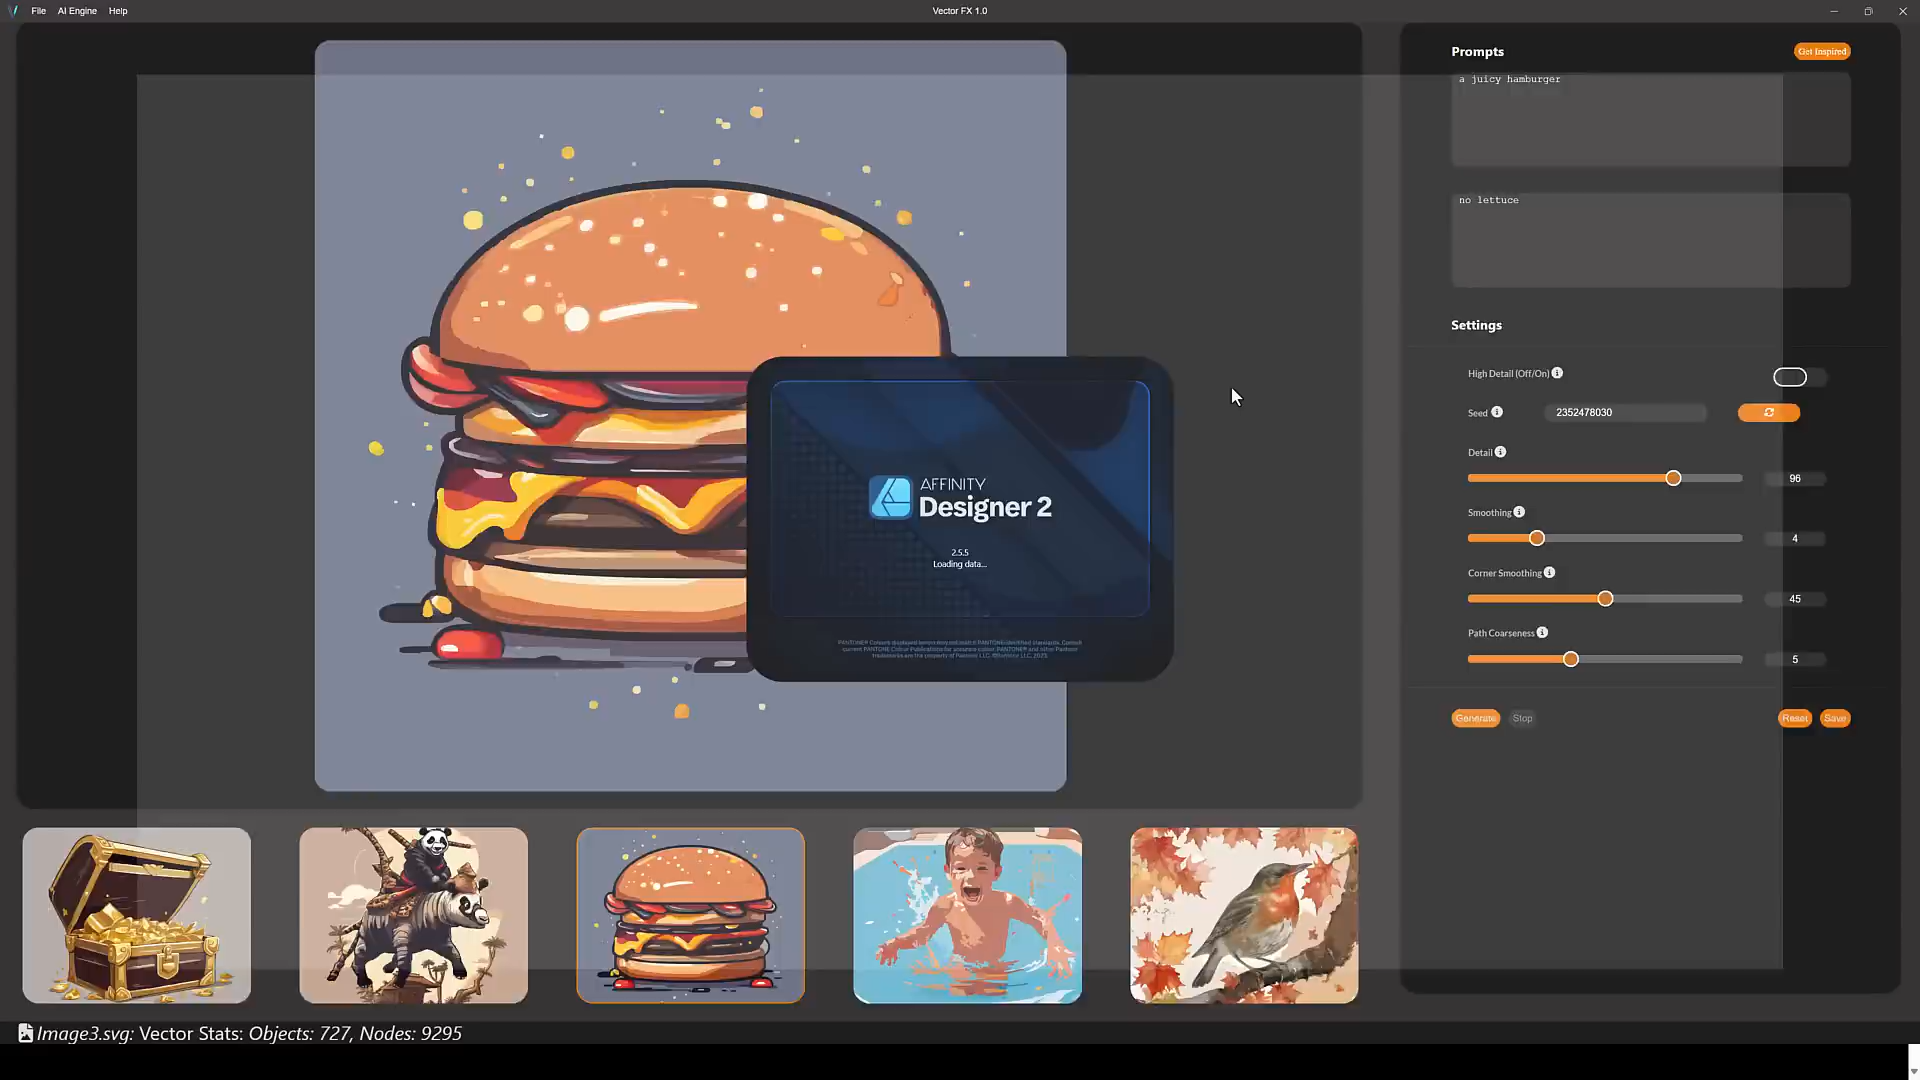 File AI Engine Help
Vector FX 1.0
Prompts
Get Inspired
a juicy hamburger
no lettuce
Settings
High Detail (Off/On)
Seed
2352478030
Detail
96
Smoothing
4
Corner Smoothing
45
Path Coarseness
5
Generate Stop Reset Save
AFFINITY
Designer 2
2.5.5
Loading data...
Image3.svg: Vector Stats: Objects: 727, Nodes: 9295